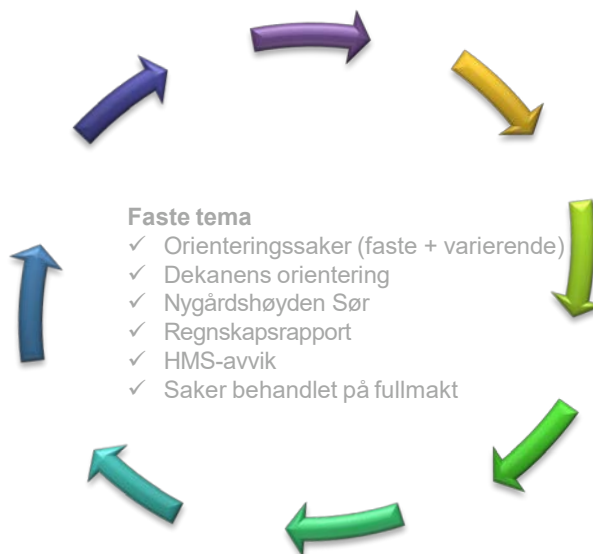 Faste tema
✓ Orienteringssaker (faste + varierende)
✓ Dekanens orientering
✓ Nygårdshøyden Sør
✓ Regnskapsrapport
✓ HMS-avvik
✓ Saker behandlet på fullmakt